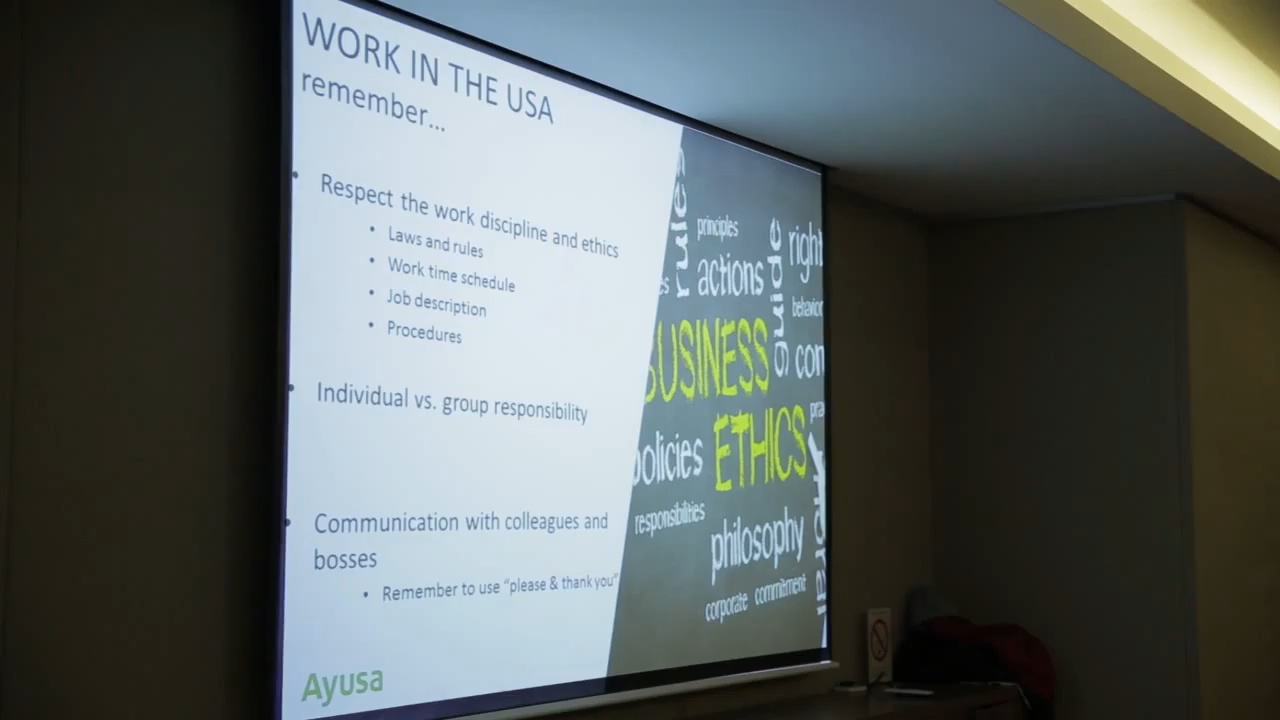 WORK IN THE USA
remember...
• Respect the work discipline and ethics
• Laws and rules
• Work time schedule
• Job description
• Procedures
• Individual vs. group responsibility
• Communication with colleagues and
bosses
• Remember to use "please & thank you"
Ayusa
rules
principles
actions
guide
BUSINESS
ETHICS
policies
responsibilities
philosophy
corporate commitment